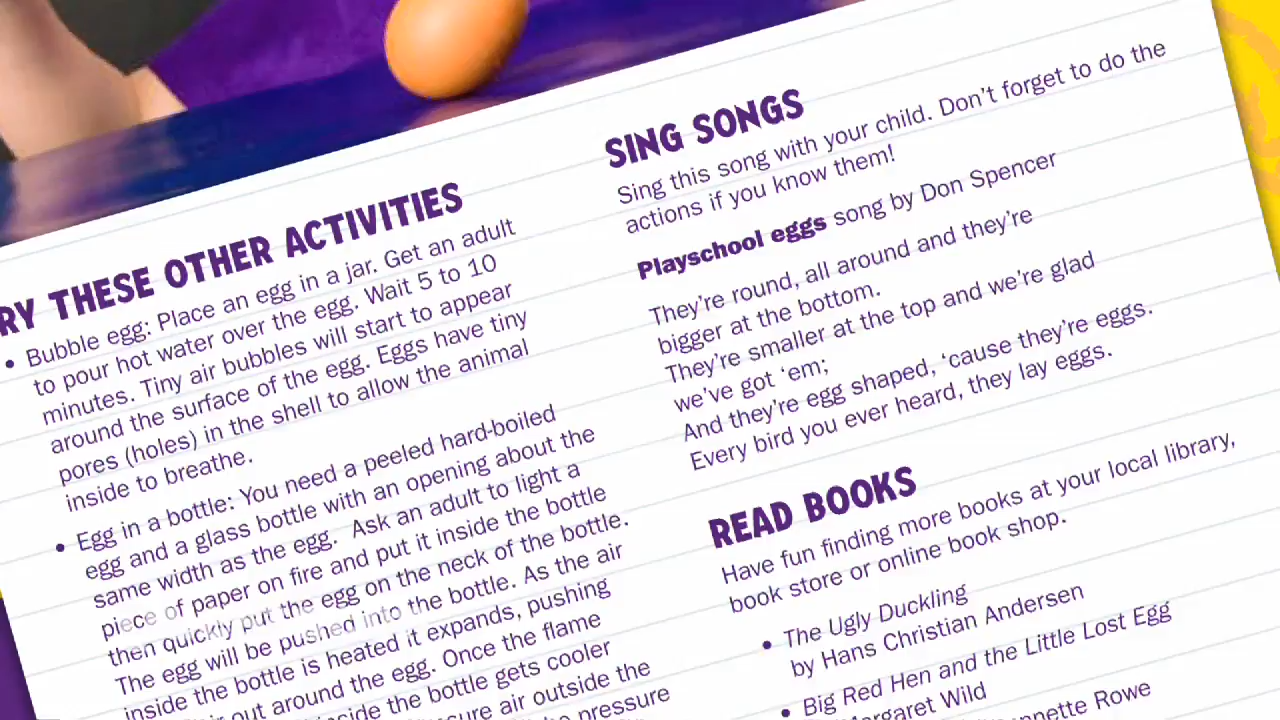 RY THESE OTHER ACTIVITIES
• Bubble egg: Place an egg in a jar. Get an adult
to pour hot water over the egg. Wait 5 to 10
minutes. Tiny air bubbles will start to appear
around the surface of the egg. Eggs have tiny
pores (holes) in the shell to allow the animal
inside to breathe.
• Egg in a bottle: You need a peeled hard-boiled
egg and a glass bottle with an opening about the
same width as the egg. Ask an adult to light a
piece of paper on fire and put it inside the bottle
then quickly put the egg on the neck of the bottle.
The egg will be pushed into the bottle. As the air
inside the bottle is heated it expands, pushing
out around the egg. Once the flame
the bottle gets cooler
air outside the
pressure
SING SONGS
Sing this song with your child. Don't forget to do the
actions if you know them!
Playschool eggs song by Don Spencer
They're round, all around and they're
bigger at the bottom.
They're smaller at the top and we're glad
we've got 'em;
And they're egg shaped, 'cause they're eggs.
Every bird you ever heard, they lay eggs.
READ BOOKS
Have fun finding more books at your local library,
book store or online book shop.
• The Ugly Duckling
by Hans Christian Andersen
• Big Red Hen and the Little Lost Egg
Margaret Wild
Rowe